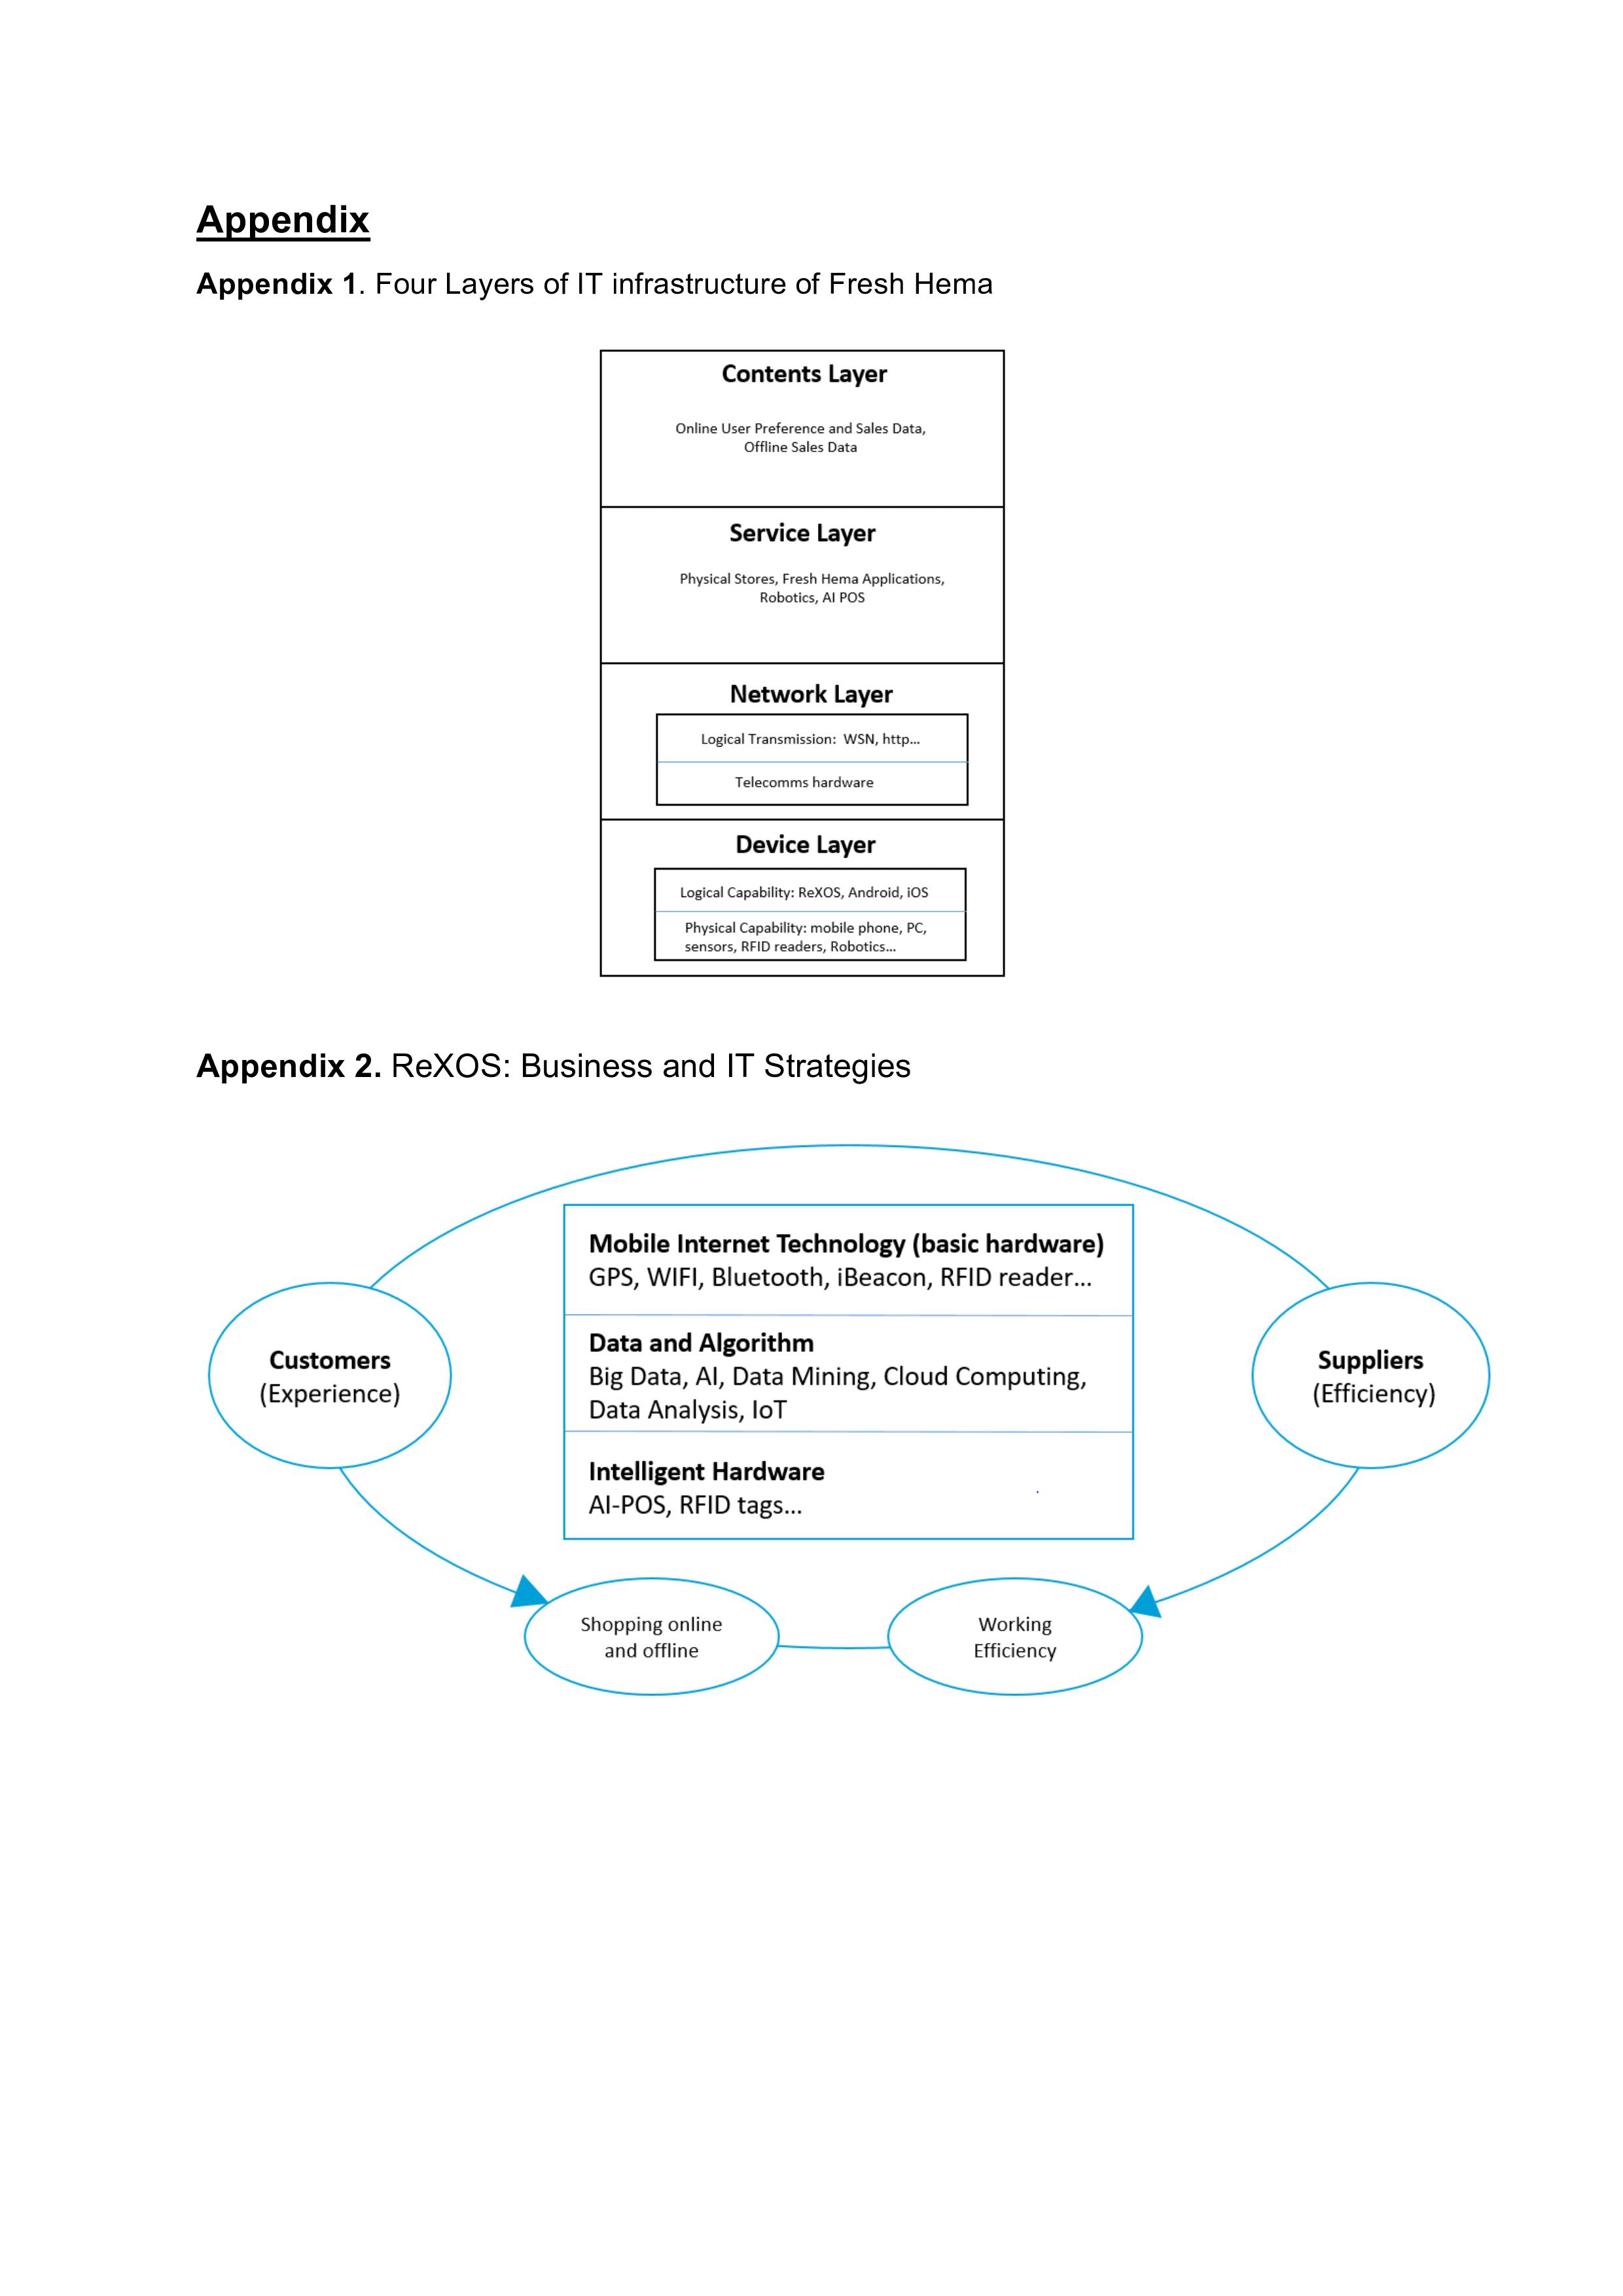 Appendix
Appendix 1. Four Layers of IT infrastructure of Fresh Hema
Contents Layer
Online User Preference and Sales Data,
Offline Sales Data
Service Layer
Physical Stores, Fresh Hema Applications,
Robotics, AI POS
Network Layer
Logical Transmission:  WSN, http...
Telecomms hardware
Device Layer
Logical Capability: ReXOS, Android, iOS
Physical Capability: mobile phone, PC,
sensors, RFID readers, Robotics...
Appendix 2. ReXOS: Business and IT Strategies
Mobile Internet Technology (basic hardware)
GPS, WIFI, Bluetooth, iBeacon, RFID reader...
Data and Algorithm
Big Data, AI, Data Mining, Cloud Computing,
Data Analysis, IoT
Intelligent Hardware
AI-POS, RFID tags...
Customers
(Experience)
Suppliers
(Efficiency)
Shopping online
and offline
Working
Efficiency